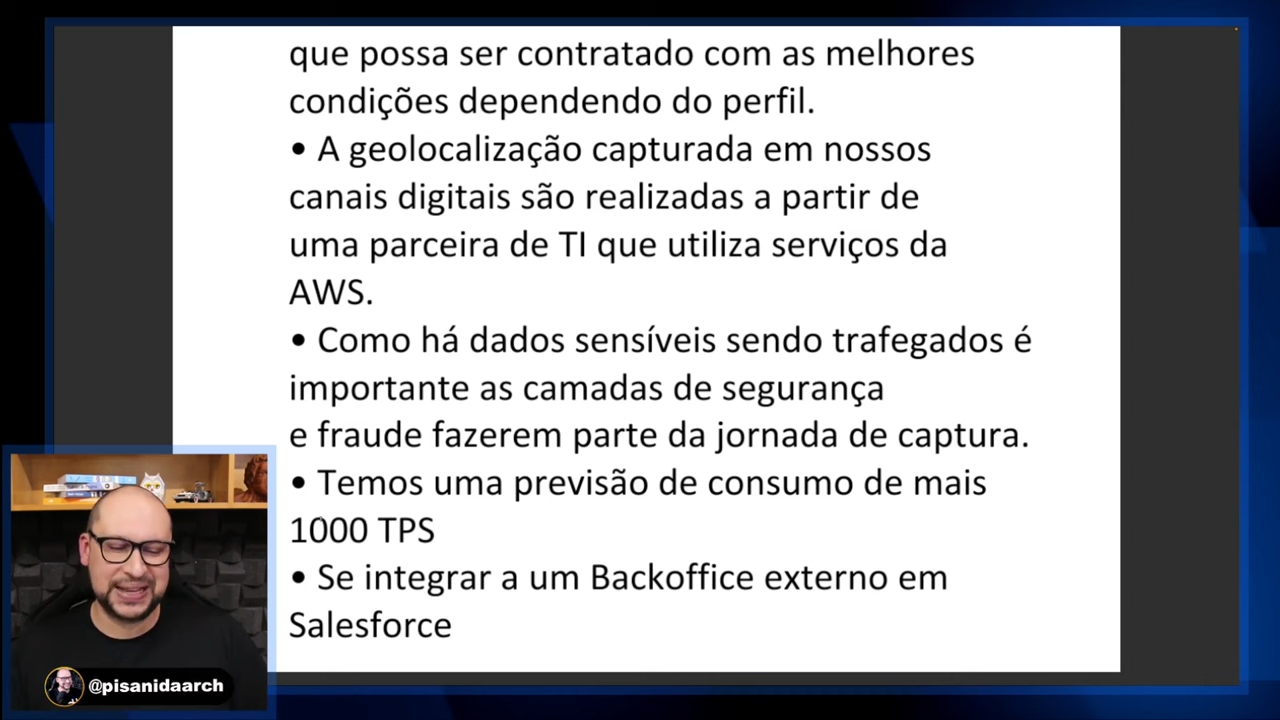 que possa ser contratado com as melhores
condições dependendo do perfil.
• A geolocalização capturada em nossos
canais digitais são realizadas a partir de
uma parceira de TI que utiliza serviços da
AWS.
• Como há dados sensíveis sendo trafegados é
importante as camadas de segurança
e fraude fazerem parte da jornada de captura.
• Temos uma previsão de consumo de mais
1000 TPS
• Se integrar a um Backoffice externo em
Salesforce
@pisanidaarch